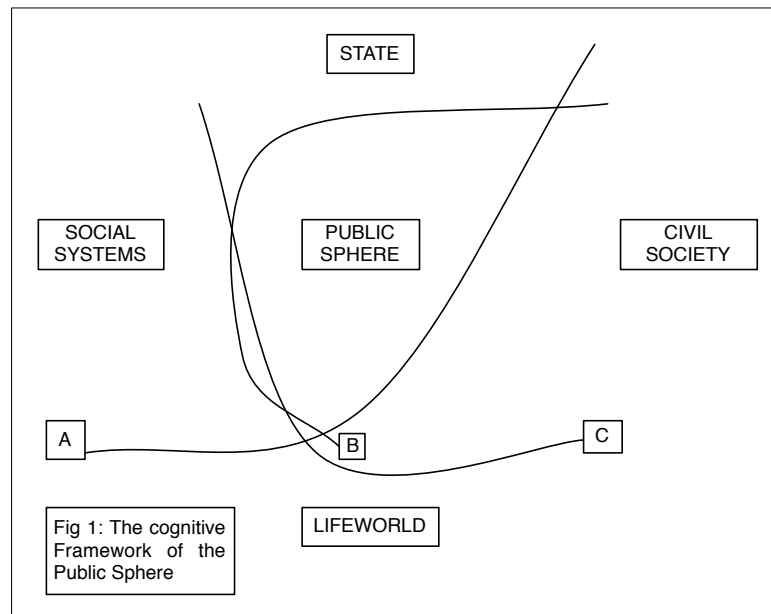 STATE
SOCIAL
SYSTEMS
PUBLIC
SPHERE
CIVIL
SOCIETY
A
B
C
Fig 1: The cognitive
Framework of the
Public Sphere
LIFEWORLD